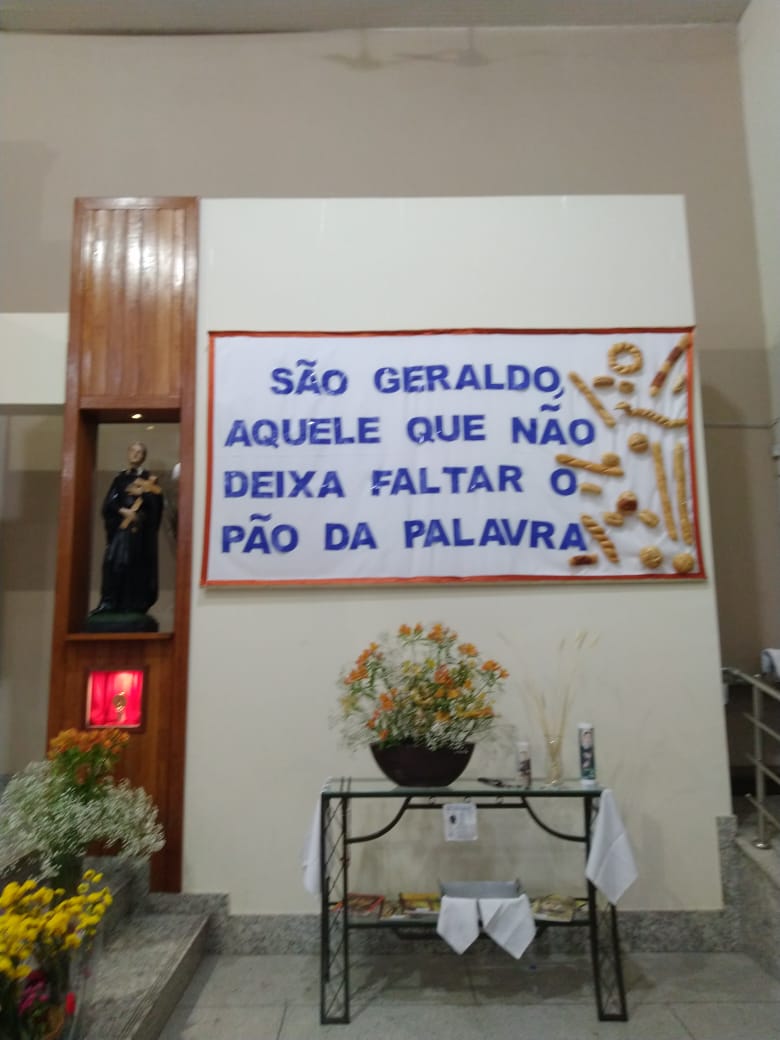 SÃO GERALDO,
AQUELE QUE NÃO
DEIXA FALTAR O
PÃO DA PALAVRA